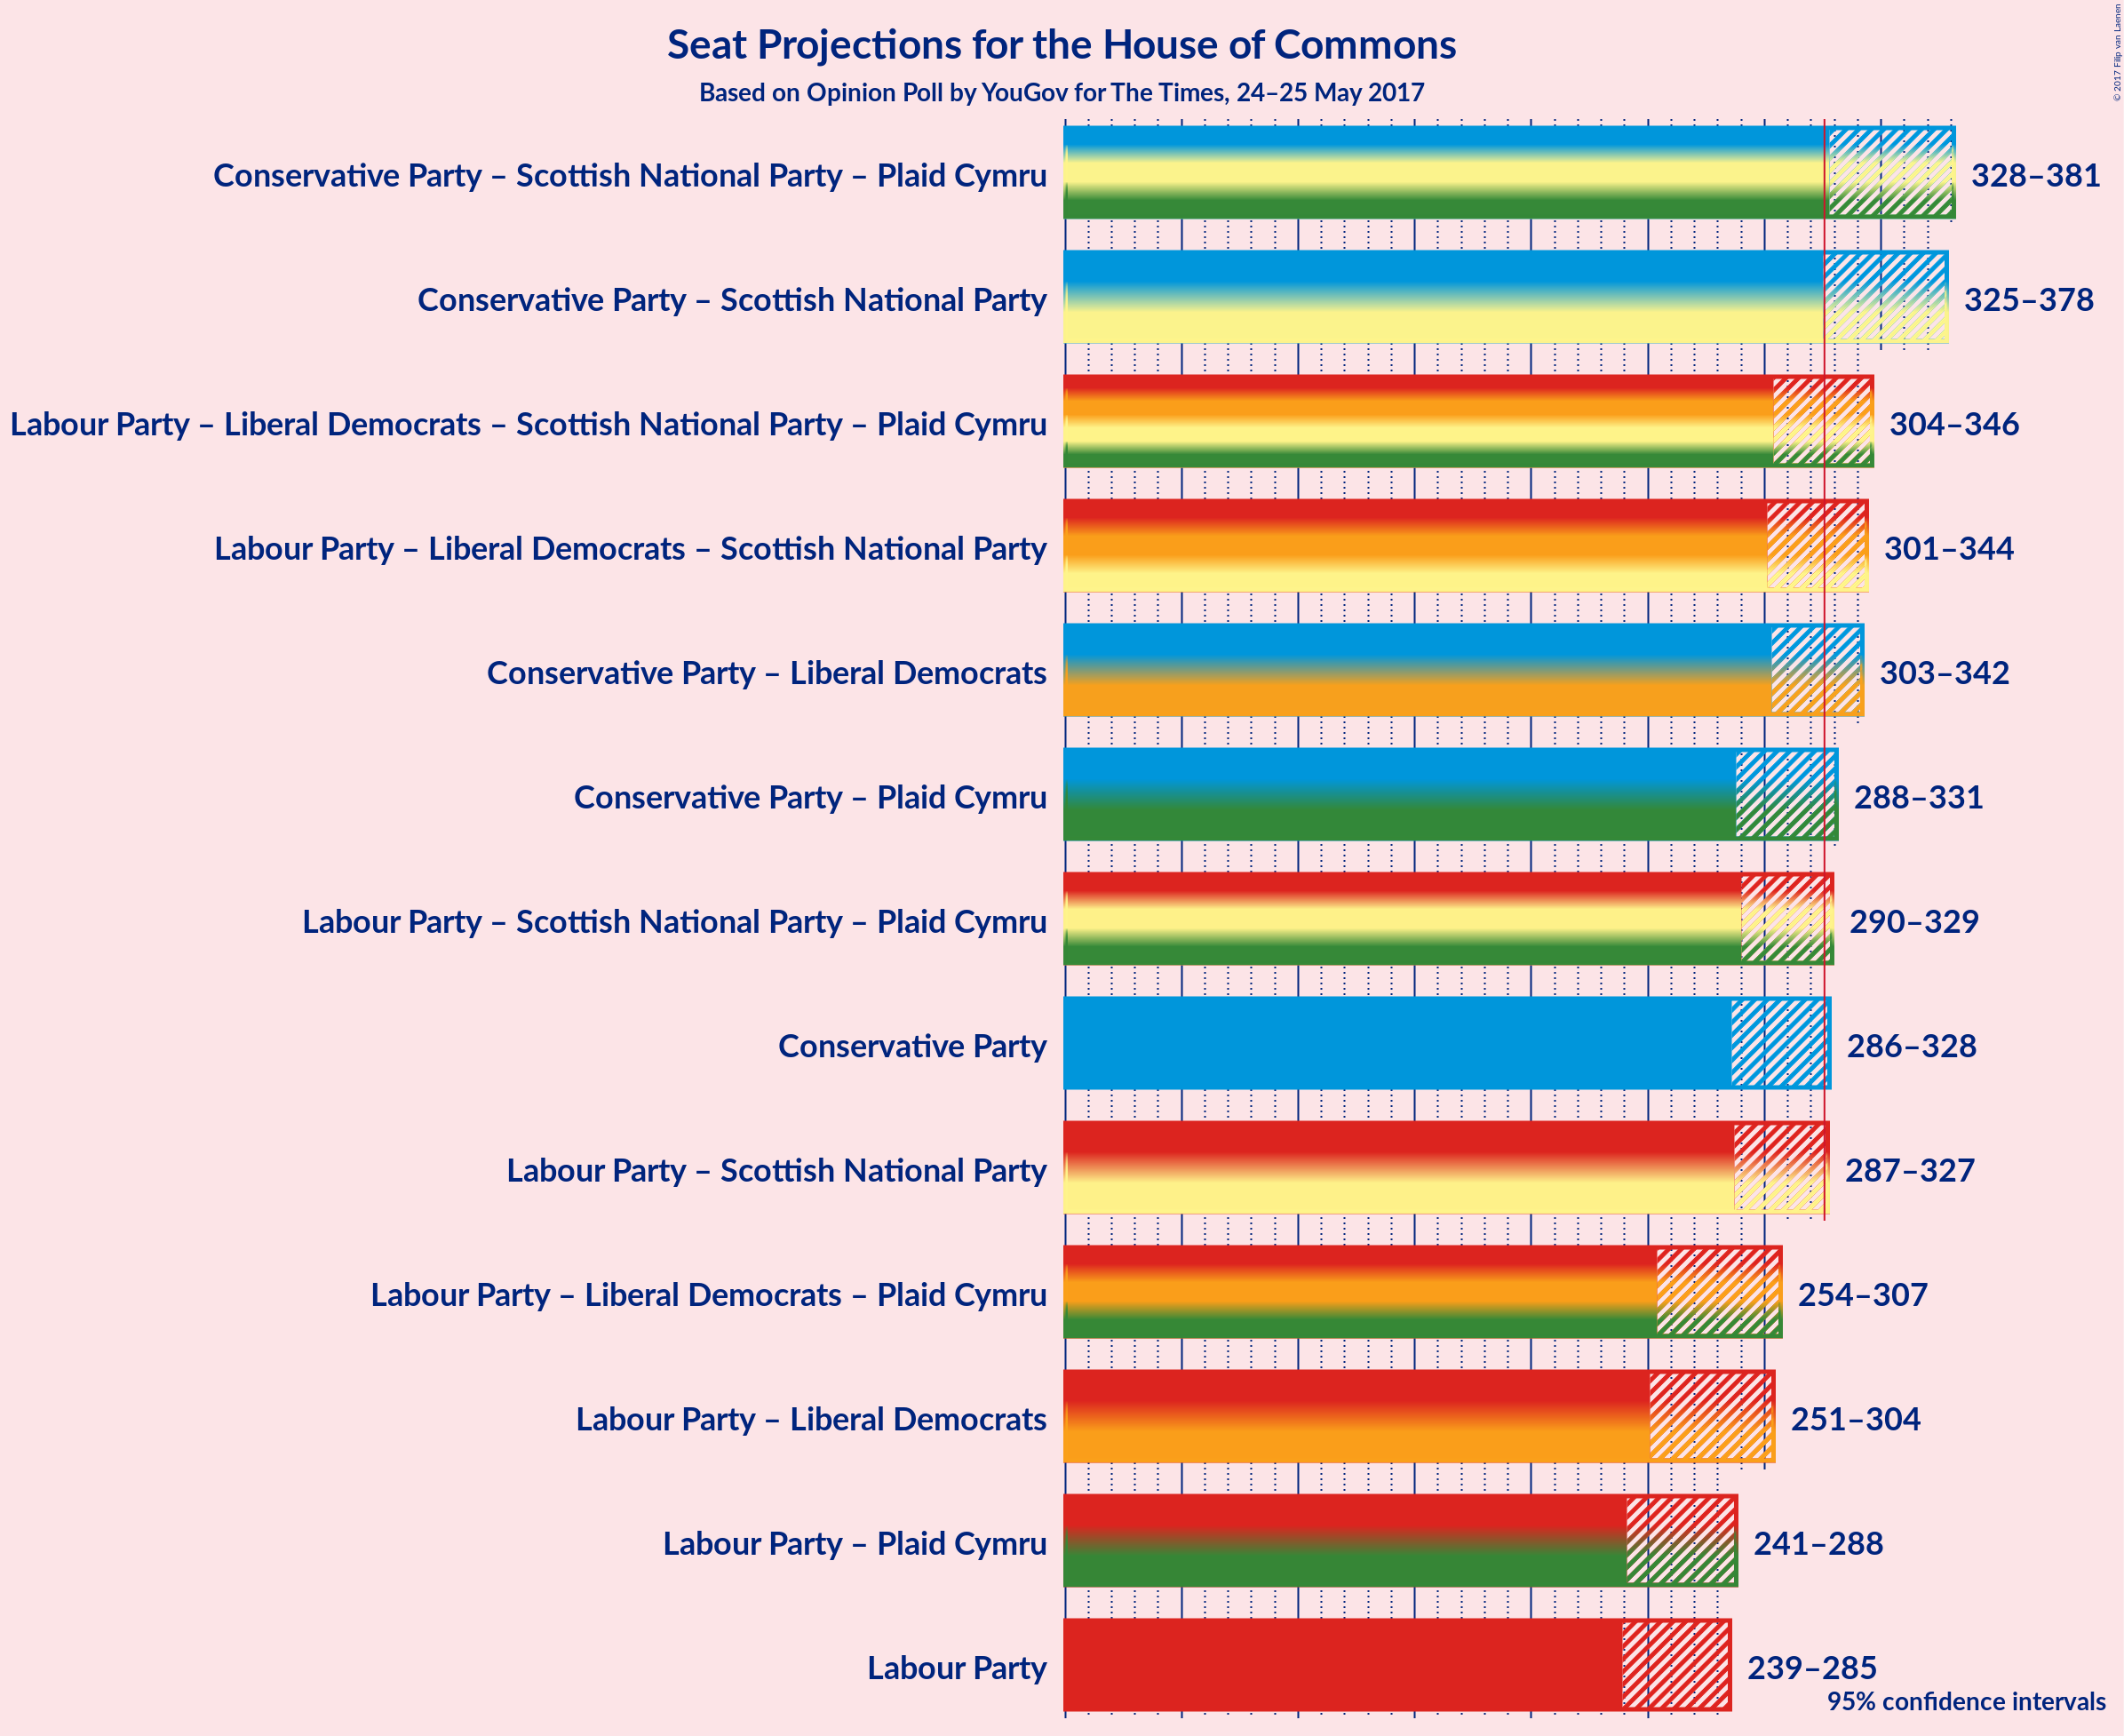 Seat Projections for the House of Commons
Based on Opinion Poll by YouGov for The Times, 24–25 May 2017
© 2017 Filip van Laenen
Conservative Party – Scottish National Party – Plaid Cymru 328–381
Conservative Party – Scottish National Party 325–378
Labour Party – Liberal Democrats – Scottish National Party – Plaid Cymru 304–346
Labour Party – Liberal Democrats – Scottish National Party 301–344
Conservative Party – Liberal Democrats 303–342
Conservative Party – Plaid Cymru 288–331
Labour Party – Scottish National Party – Plaid Cymru 290–329
Conservative Party 286–328
Labour Party – Scottish National Party 287–327
Labour Party – Liberal Democrats – Plaid Cymru 254–307
Labour Party – Liberal Democrats 251–304
Labour Party – Plaid Cymru 241–288
Labour Party 239–285
95% confidence intervals